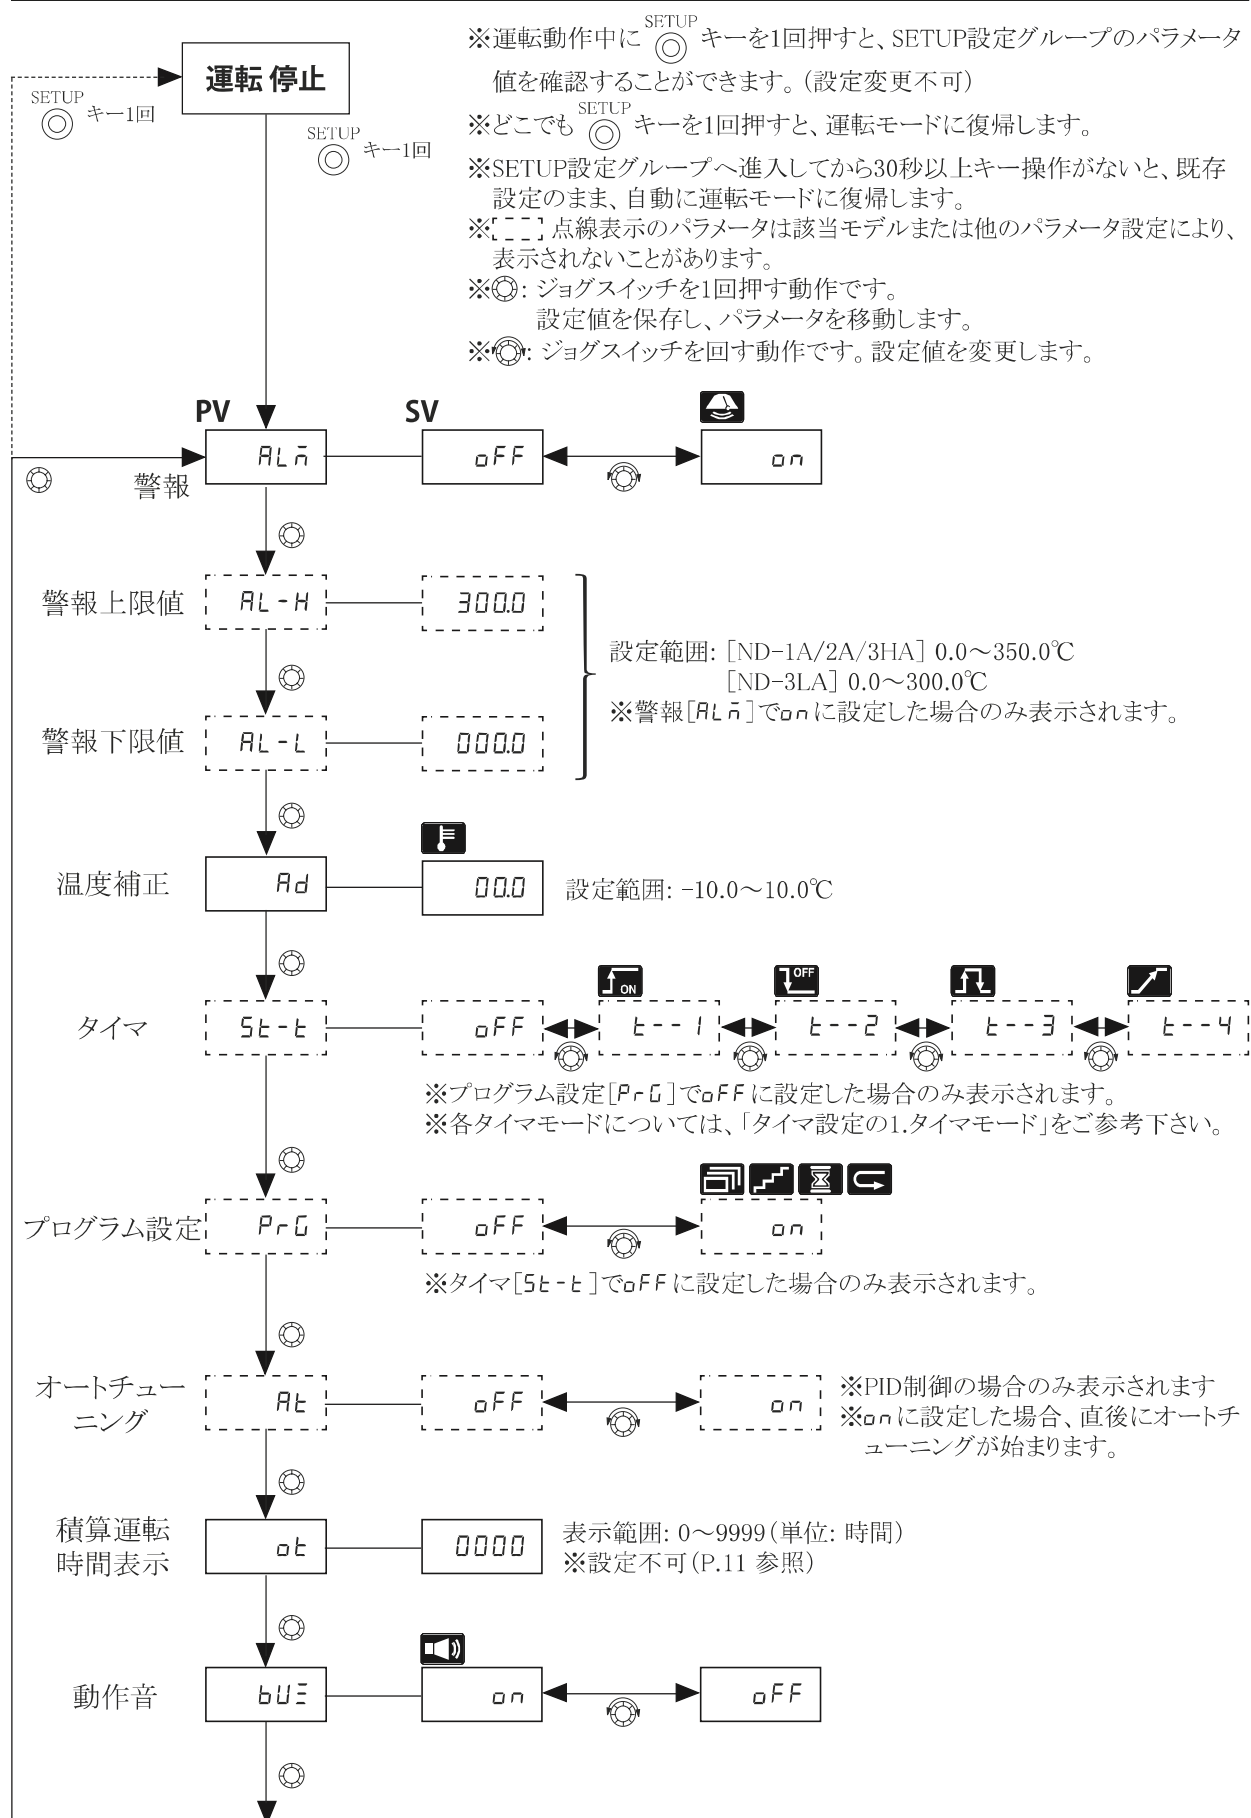 SETUP
※運転動作中に キーを1回押すと、SETUP設定グループのパラメータ
値を確認することができます。(設定変更不可)
SETUP
※どこでも キーを1回押すと、運転モードに復帰します。
※SETUP設定グループへ進入してから30秒以上キー操作がないと、既存
設定のまま、自動に運転モードに復帰します。
※[ ] 点線表示のパラメータは該当モデルまたは他のパラメータ設定により、
表示されないことがあります。
※: ジョグスイッチを1回押す動作です。
設定値を保存し、パラメータを移動します。
※: ジョグスイッチを回す動作です。設定値を変更します。
運転 停止
SETUP
キー1回
SETUP
キー1回
PV SV
ALM oFF on
警報
警報上限値 AL-H 300.0
設定範囲: [ND-1A/2A/3HA] 0.0～350.0℃
[ND-3LA] 0.0～300.0℃
※警報[ALM]でonに設定した場合のみ表示されます。
警報下限値 AL-L 000.0
温度補正 Ad 00.0 設定範囲: -10.0～10.0℃
ON OFF
タイマ St-t oFF t--1 t--2 t--3 t--4
※プログラム設定[PrG]でoFFに設定した場合のみ表示されます。
※各タイマモードについては、「タイマ設定の1.タイマモード」をご参考下さい。
プログラム設定 PrG oFF on
※タイマ[St-t]でoFFに設定した場合のみ表示されます。
オートチュー
ニング
At oFF on
※PID制御の場合のみ表示されます
※onに設定した場合、直後にオートチ
ューニングが始まります。
積算運転
時間表示
ot 0000
表示範囲: 0～9999(単位: 時間)
※設定不可(P.11 参照)
動作音 bUZ on oFF